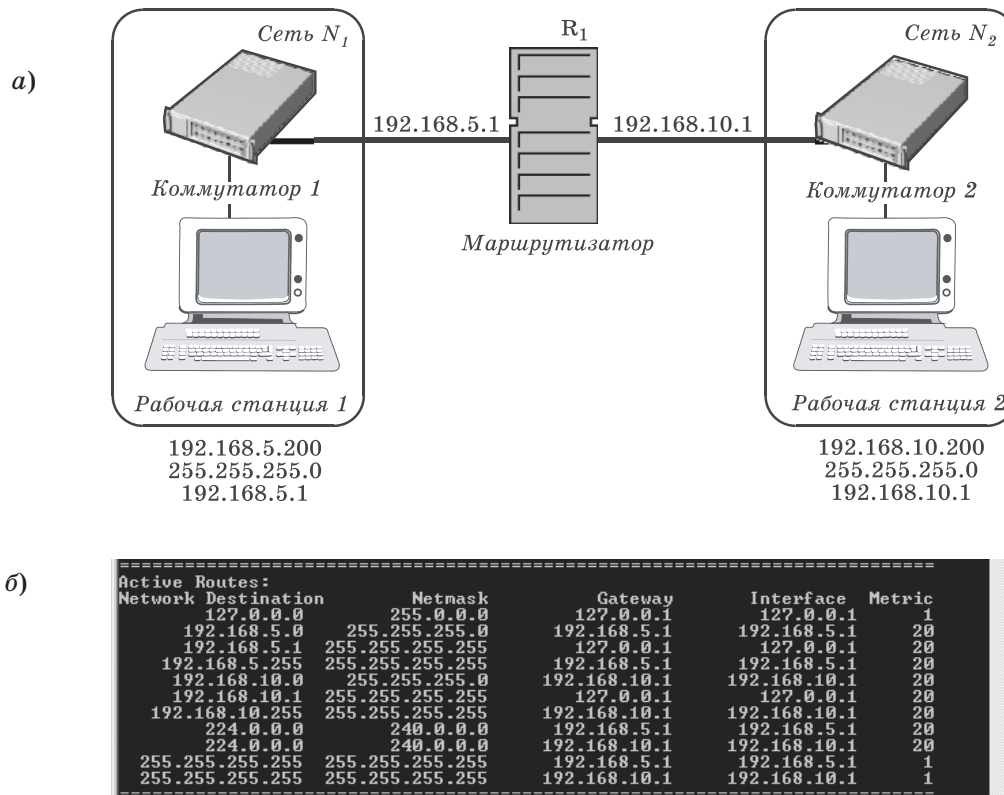 а)
Сеть N1
R1
Сеть N2
192.168.5.1
192.168.10.1
Коммутатор 1
Коммутатор 2
Маршрутизатор
Рабочая станция 1
Рабочая станция 2
192.168.5.200
255.255.255.0
192.168.5.1
192.168.10.200
255.255.255.0
192.168.10.1
б)
===========================================================================
Active Routes:
Network Destination Netmask Gateway Interface Metric
127.0.0.0 255.0.0.0 127.0.0.1 127.0.0.1 1
192.168.5.0 255.255.255.0 192.168.5.1 192.168.5.1 20
192.168.5.1 255.255.255.255 127.0.0.1 127.0.0.1 20
192.168.5.255 255.255.255.255 192.168.5.1 192.168.5.1 20
192.168.10.0 255.255.255.0 192.168.10.1 192.168.10.1 20
192.168.10.1 255.255.255.255 127.0.0.1 127.0.0.1 20
192.168.10.255 255.255.255.255 192.168.10.1 192.168.10.1 20
224.0.0.0 240.0.0.0 192.168.5.1 192.168.5.1 20
224.0.0.0 240.0.0.0 192.168.10.1 192.168.10.1 20
255.255.255.255 255.255.255.255 192.168.5.1 192.168.5.1 1
255.255.255.255 255.255.255.255 192.168.10.1 192.168.10.1 1
===========================================================================